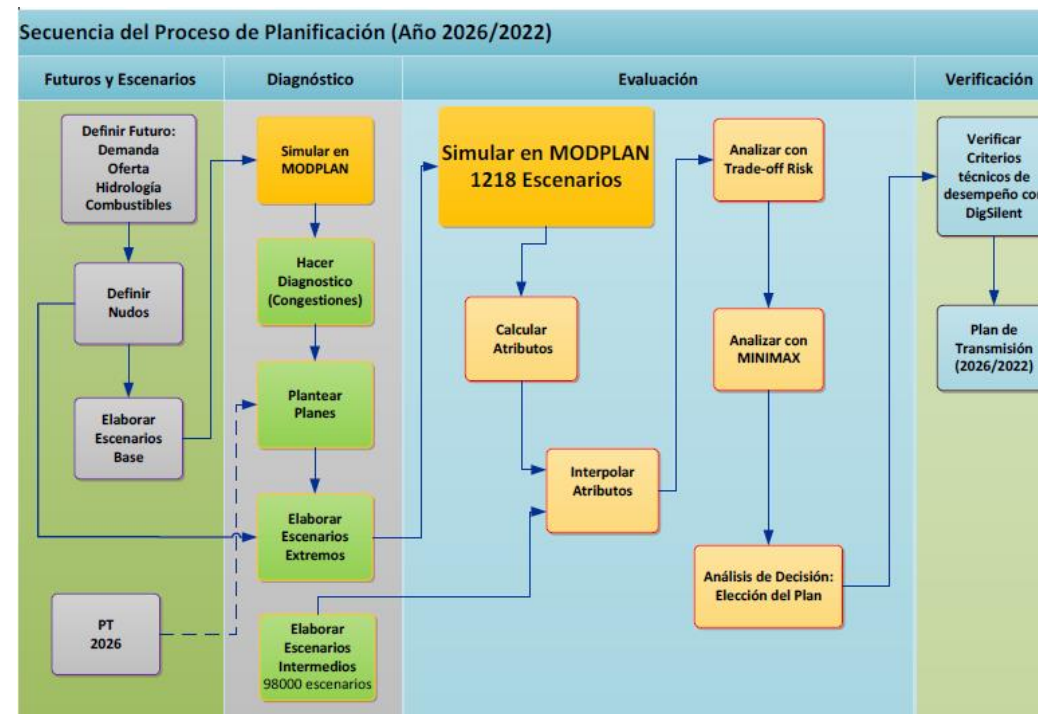 Secuencia del Proceso de Planificación (Año 2026/2022)
Futuros y Escenarios
Diagnóstico
Evaluación
Verificación
Definir Futuro:
Demanda
Oferta
Hidrología
Combustibles
Definir
Nudos
Elaborar
Escenarios
Base
PT
2026
Simular en
MODPLAN
Hacer
Diagnostico
(Congestiones)
Plantear
Planes
Elaborar
Escenarios
Extremos
Elaborar
Escenarios
Intermedios
98000 escenarios
Simular en MODPLAN
1218 Escenarios
Calcular
Atributos
Interpolar
Atributos
Analizar con
Trade-off Risk
Analizar con
MINIMAX
Análisis de Decisión:
Elección del Plan
Verificar
Criterios
técnicos de
desempeño co
DigSilent
Plan de
Transmisión
(2026/2022)